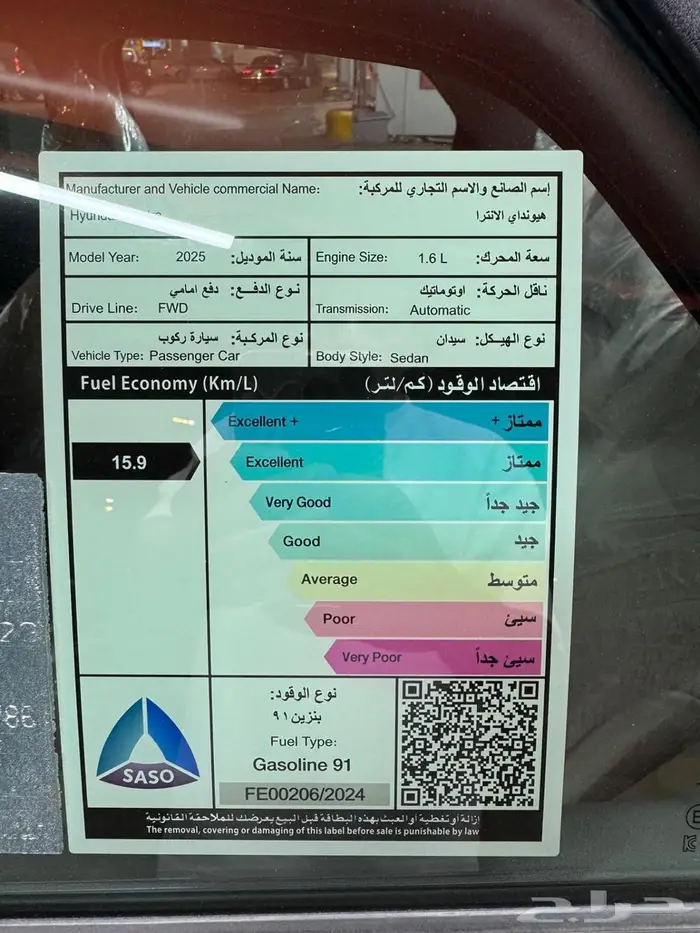 Manufacturer and Vehicle commercial Name: إسم الصانع والاسم التجاري للمركبة:
هيونداي الانترا
Model Year: 2025 سنة الموديل:
Engine Size: 1.6 L سعة المحرك:
نوع الدفع: دفع امامي
Drive Line: FWD
ناقل الحركة: اوتوماتيك
Transmission: Automatic
نوع المركبة: سيارة ركوب
Vehicle Type: Passenger Car
نوع الهيكل: سيدان
Body Style: Sedan
Fuel Economy (Km/L) اقتصاد الوقود (كم/لتر)
Excellent + ممتاز +
15.9
Excellent ممتاز
Very Good جيد جداً
Good جيد
Average متوسط
Poor سيئ
Very Poor سيئ جداً
SASO
نوع الوقود:
بنزين ٩١
Fuel Type:
Gasoline 91
FE00206/2024
إزالة أو تغطية أو العبث بهذه البطاقة قبل البيع يعرضك للملاحقة القانونية
The removal, covering or damaging of this label before sale is punishable by law
حراج